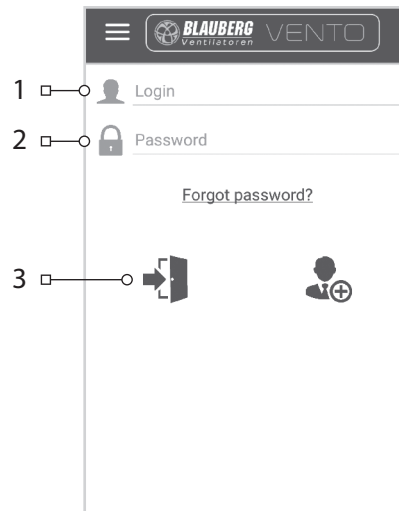 BLAUBERG VENTO
Ventilatoren
1 Login
2 Password
Forgot password?
3